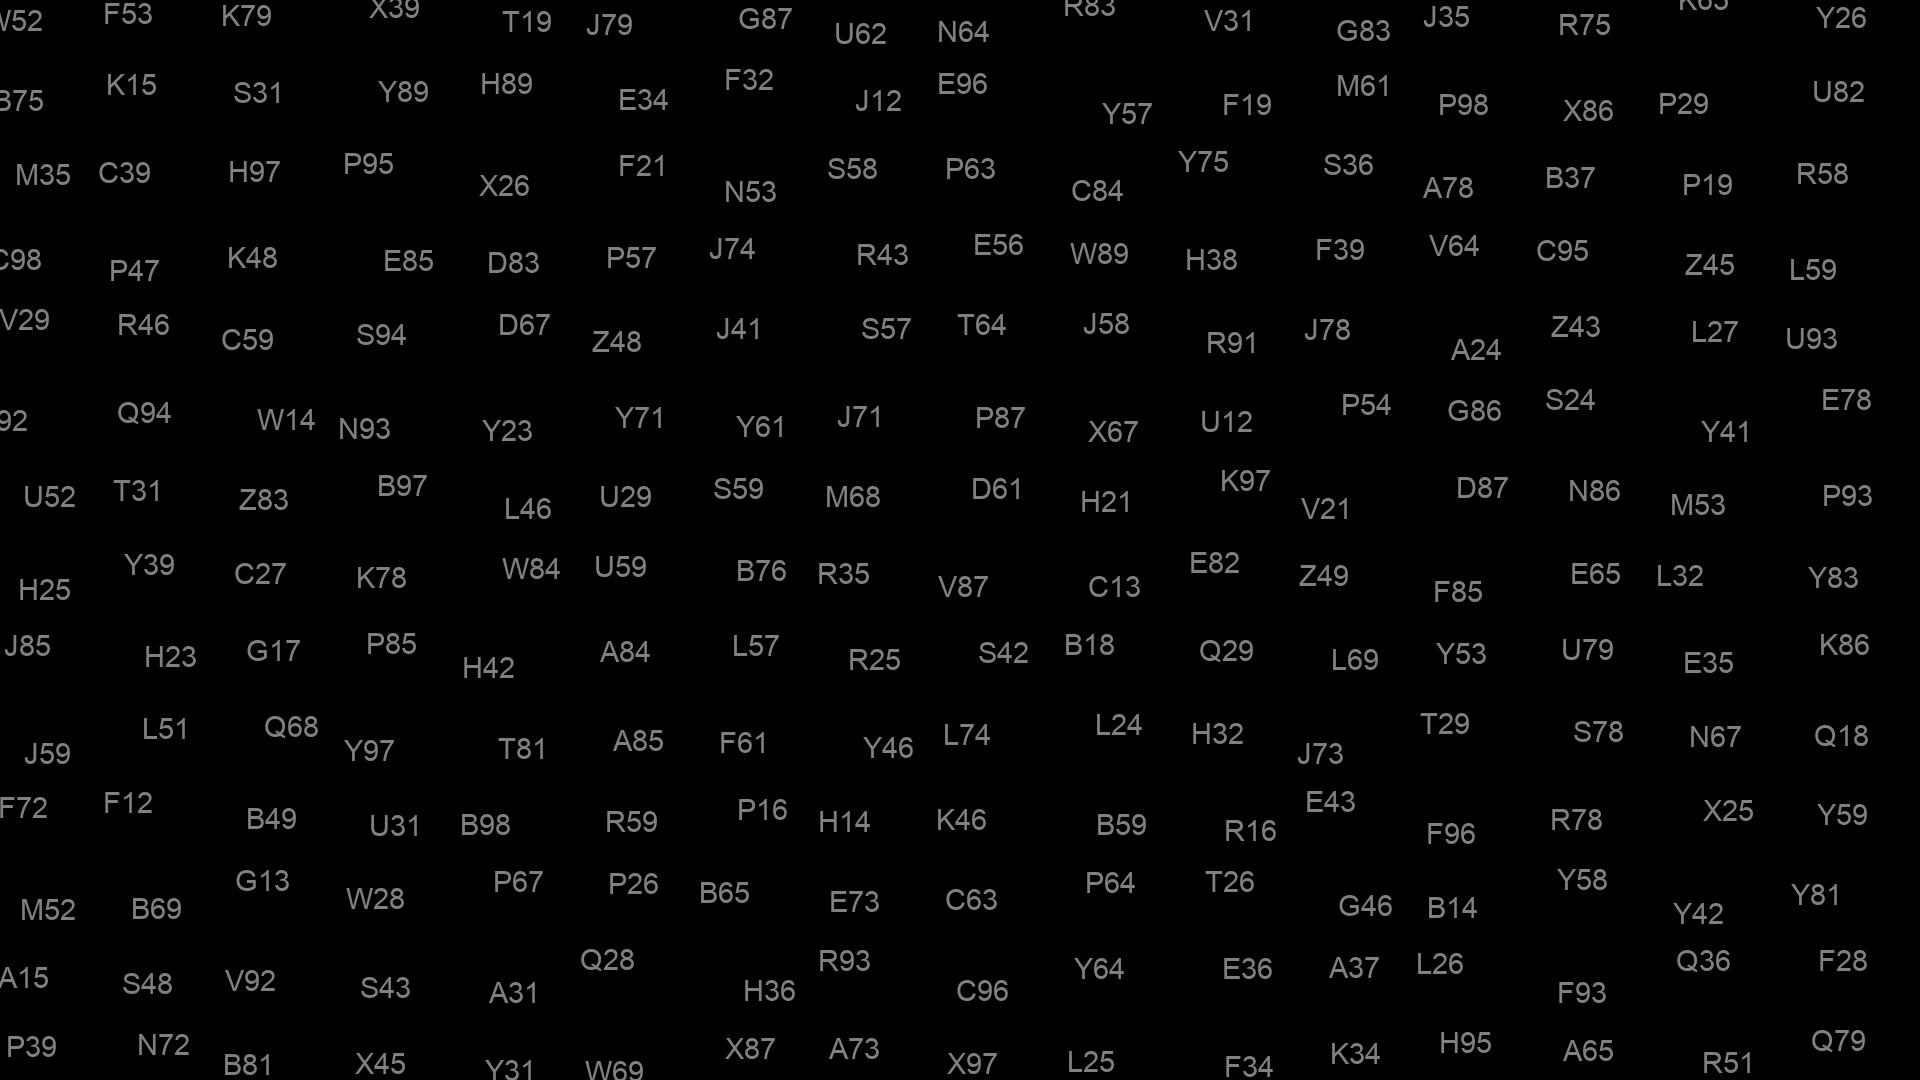 W52 F53 K79 X39 T19 J79 G87 U62 N64 R83 V31 G83 J35 R75 K65 Y26
B75 K15 S31 Y89 H89 E34 F32 J12 E96 Y57 F19 M61 P98 X86 P29 U82
M35 C39 H97 P95 X26 F21 N53 S58 P63 C84 Y75 S36 A78 B37 P19 R58
C98 P47 K48 E85 D83 P57 J74 R43 E56 W89 H38 F39 V64 C95 Z45 L59
V29 R46 C59 S94 D67 Z48 J41 S57 T64 J58 R91 J78 A24 Z43 L27 U93
92 Q94 W14 N93 Y23 Y71 Y61 J71 P87 X67 U12 P54 G86 S24 Y41 E78
U52 T31 Z83 B97 L46 U29 S59 M68 D61 H21 K97 V21 D87 N86 M53 P93
H25 Y39 C27 K78 W84 U59 B76 R35 V87 C13 E82 Z49 F85 E65 L32 Y83
J85 H23 G17 P85 H42 A84 L57 R25 S42 B18 Q29 L69 Y53 U79 E35 K86
J59 L51 Q68 Y97 T81 A85 F61 Y46 L74 L24 H32 J73 T29 S78 N67 Q18
F72 F12 B49 U31 B98 R59 P16 H14 K46 B59 R16 E43 F96 R78 X25 Y59
M52 B69 G13 W28 P67 P26 B65 E73 C63 P64 T26 G46 B14 Y58 Y42 Y81
A15 S48 V92 S43 A31 Q28 H36 R93 C96 Y64 E36 A37 L26 F93 Q36 F28
P39 N72 B81 X45 Y31 W69 X87 A73 X97 L25 F34 K34 H95 A65 R51 Q79